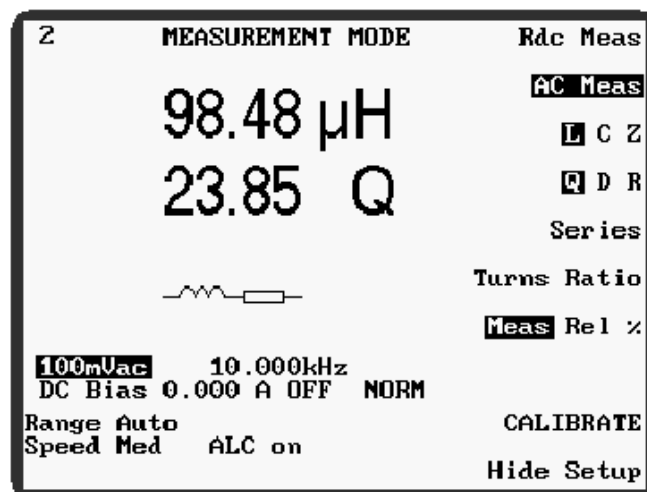 2 MEASUREMENT MODE Rdc Meas
AC Meas
98.48 µH
L C Z
23.85 Q
Q D R
Series
Turns Ratio
Meas Rel %
100mVac 10.000kHz
DC Bias 0.000 A OFF NORM
Range Auto CALIBRATE
Speed Med ALC on
Hide Setup